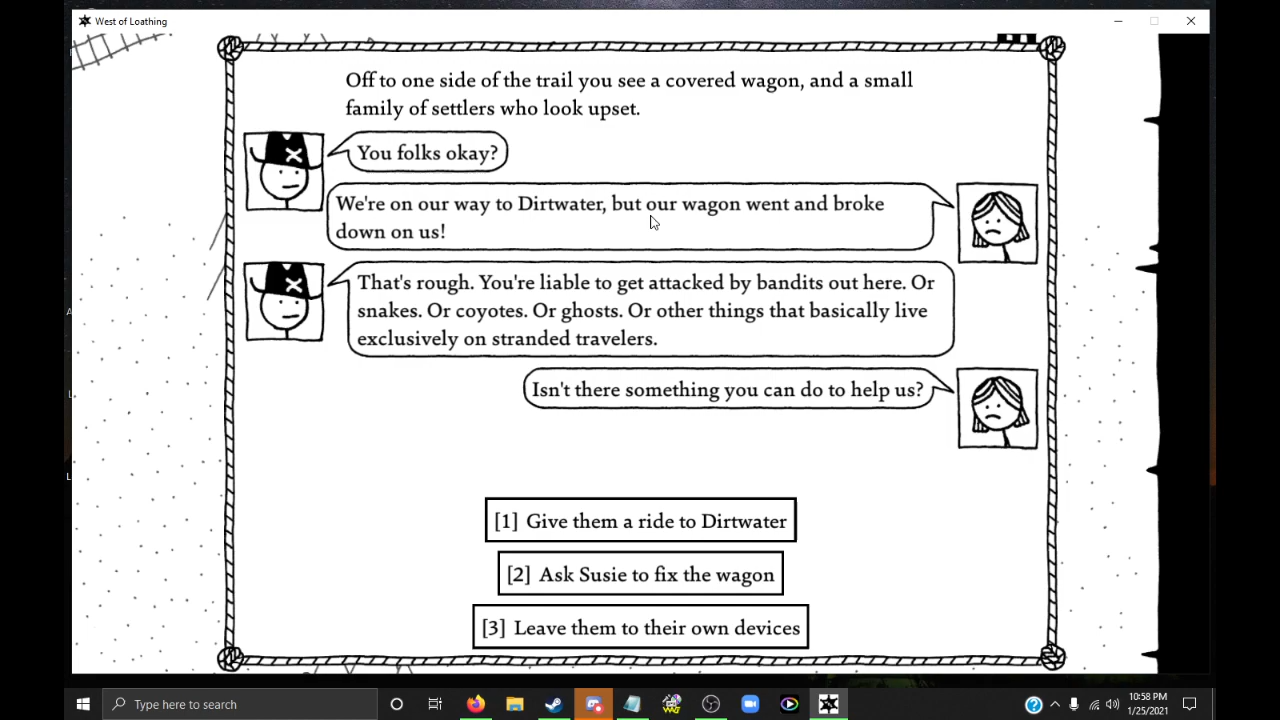 West of Loathing
Off to one side of the trail you see a covered wagon, and a small
family of settlers who look upset.
You folks okay?
We're on our way to Dirtwater, but our wagon went and broke
down on us!
That's rough. You're liable to get attacked by bandits out here. Or
snakes. Or coyotes. Or ghosts. Or other things that basically live
exclusively on stranded travelers.
Isn't there something you can do to help us?
[1] Give them a ride to Dirtwater
[2] Ask Susie to fix the wagon
[3] Leave them to their own devices
Type here to search
10:58 PM
1/25/2021